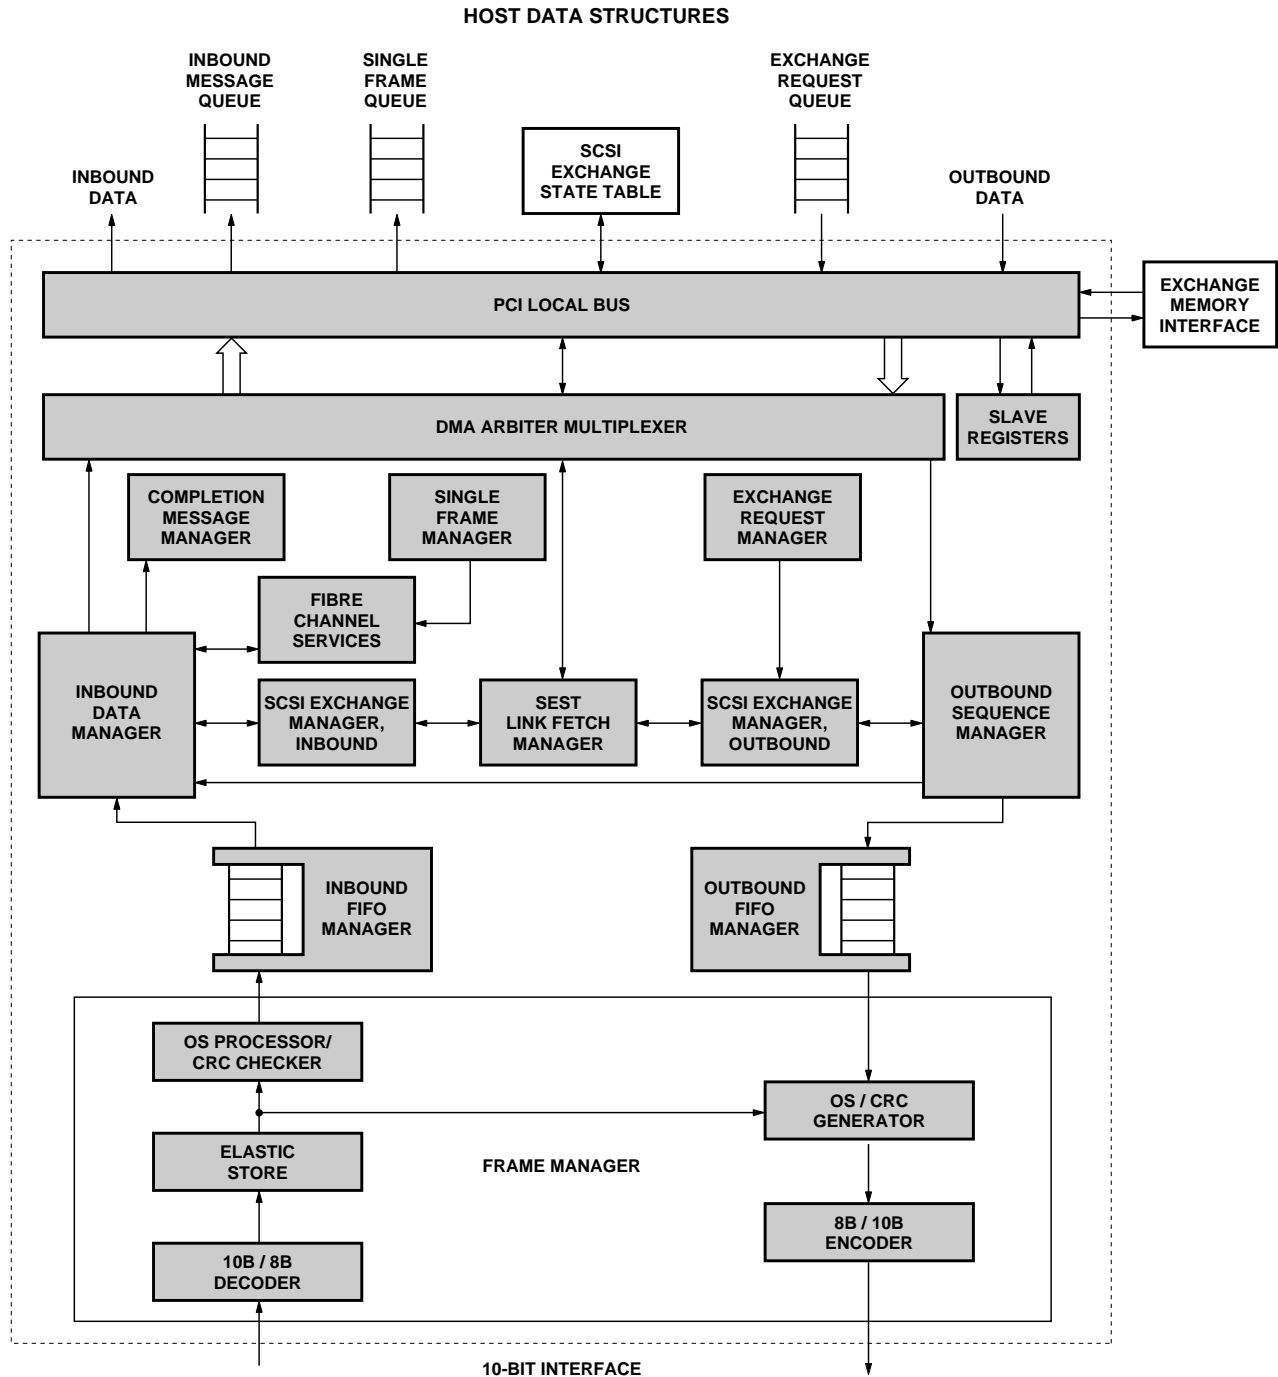 HOST DATA STRUCTURES
INBOUND
MESSAGE
QUEUE
SINGLE
FRAME
QUEUE
EXCHANGE
REQUEST
QUEUE
INBOUND
DATA
SCSI
EXCHANGE
STATE TABLE
OUTBOUND
DATA
PCI LOCAL BUS
EXCHANGE
MEMORY
INTERFACE
DMA ARBITER MULTIPLEXER
SLAVE
REGISTERS
COMPLETION
MESSAGE
MANAGER
SINGLE
FRAME
MANAGER
EXCHANGE
REQUEST
MANAGER
FIBRE
CHANNEL
SERVICES
INBOUND
DATA
MANAGER
SCSI EXCHANGE
MANAGER,
INBOUND
SEST
LINK FETCH
MANAGER
SCSI EXCHANGE
MANAGER,
OUTBOUND
OUTBOUND
SEQUENCE
MANAGER
INBOUND
FIFO
MANAGER
OUTBOUND
FIFO
MANAGER
OS PROCESSOR/
CRC CHECKER
OS / CRC
GENERATOR
ELASTIC
STORE
FRAME MANAGER
8B / 10B
ENCODER
10B / 8B
DECODER
10-BIT INTERFACE